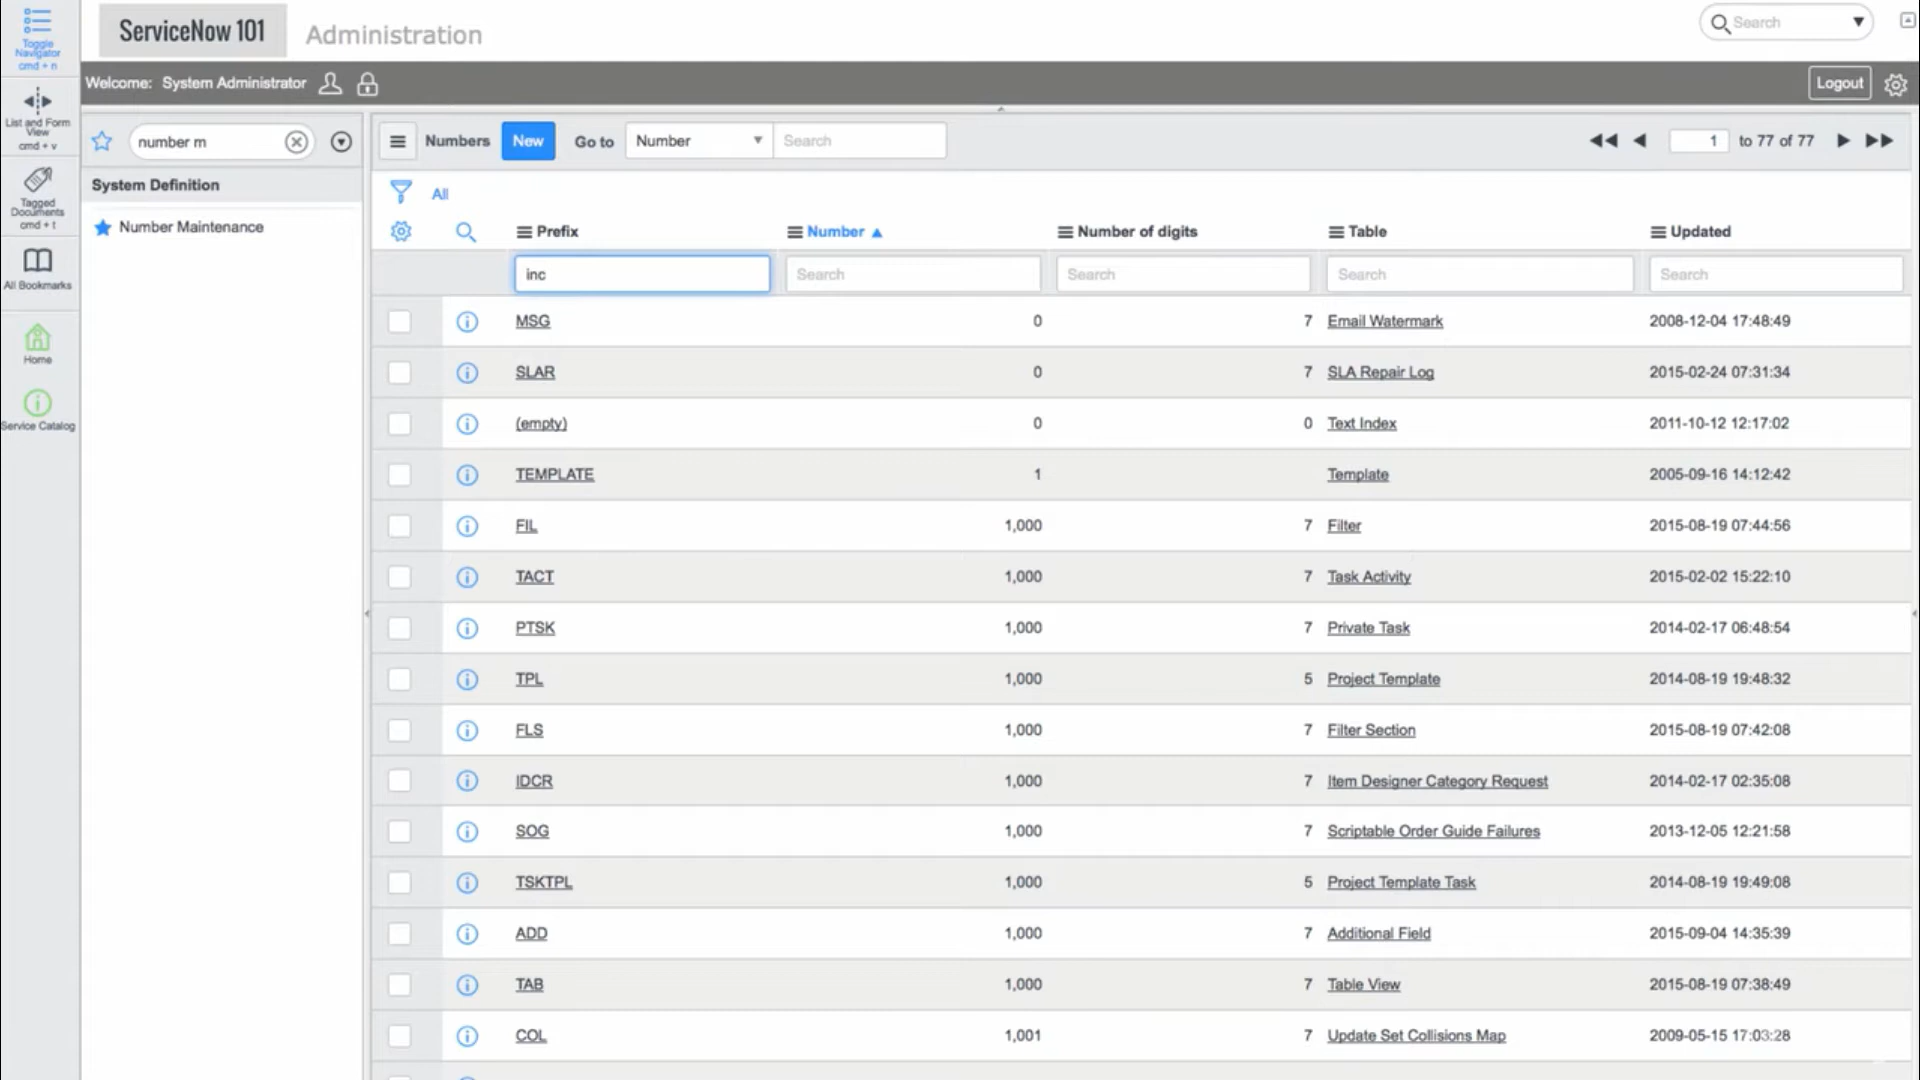 Toggle
Navigator
cmd + n
List and Form
View
cmd + v
Tagged
Documents
cmd + t
All Bookmarks
Home
Service Catalog
ServiceNow 101
Administration
Search
Welcome: System Administrator
Logout
number m
System Definition
Number Maintenance
Numbers New Go to Number Search 1 to 77 of 77
All
Prefix Number Number of digits Table Updated
inc Search Search Search Search
MSG 0 7 Email Watermark 2008-12-04 17:48:49
SLAR 0 7 SLA Repair Log 2015-02-24 07:31:34
(empty) 0 0 Text Index 2011-10-12 12:17:02
TEMPLATE 1 Template 2005-09-16 14:12:42
FIL 1,000 7 Filter 2015-08-19 07:44:56
TACT 1,000 7 Task Activity 2015-02-02 15:22:10
PTSK 1,000 7 Private Task 2014-02-17 06:48:54
TPL 1,000 5 Project Template 2014-08-19 19:48:32
FLS 1,000 7 Filter Section 2015-08-19 07:42:08
IDCR 1,000 7 Item Designer Category Request 2014-02-17 02:35:08
SOG 1,000 7 Scriptable Order Guide Failures 2013-12-05 12:21:58
TSKTPL 1,000 5 Project Template Task 2014-08-19 19:49:08
ADD 1,000 7 Additional Field 2015-09-04 14:35:39
TAB 1,000 7 Table View 2015-08-19 07:38:49
COL 1,001 7 Update Set Collisions Map 2009-05-15 17:03:28